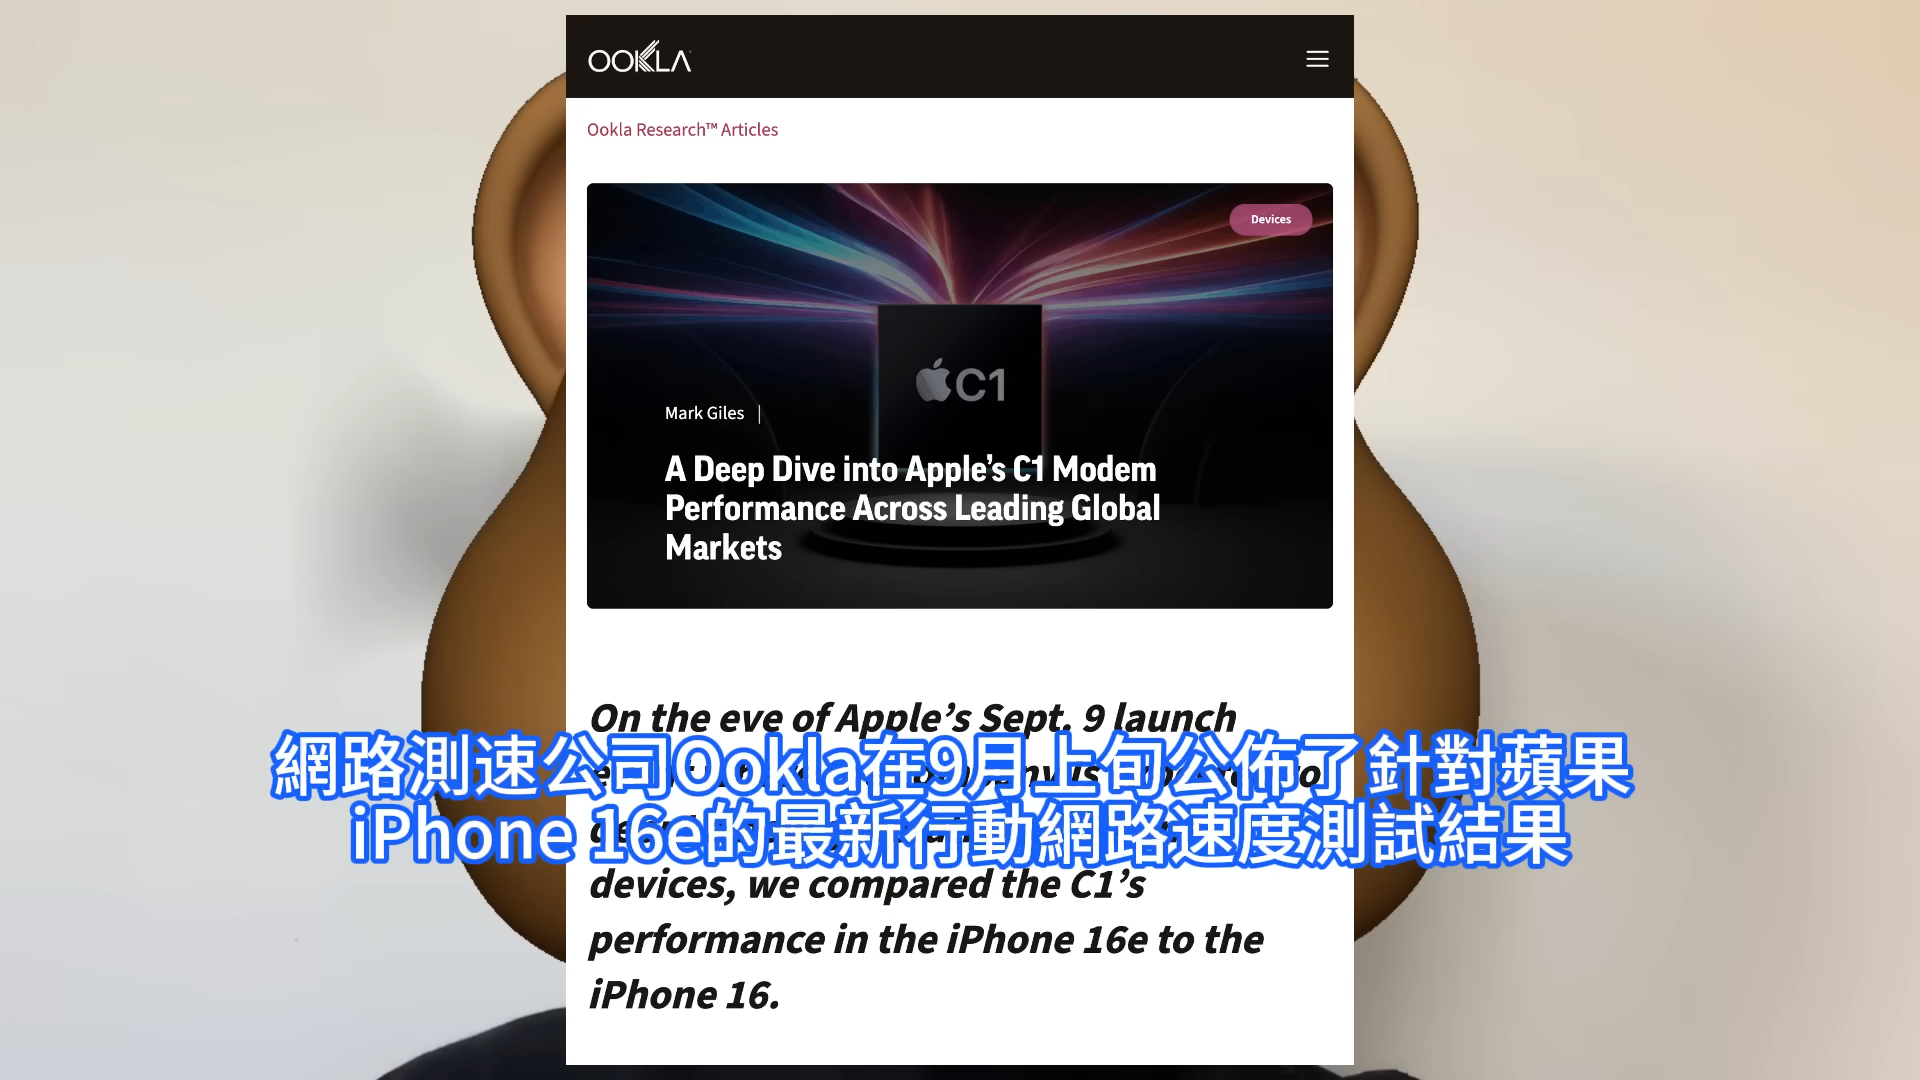 OOKLA
Ookla Research™ Articles
Devices
C1
Mark Giles |
A Deep Dive into Apple's C1 Modem
Performance Across Leading Global
Markets
On the eve of Apple's Sept. 9 launch
網路測速公司Ookla在9月上旬公佈了針對蘋果
iPhone 16e的最新行動網路速度測試結果
devices, we compared the C1's
performance in the iPhone 16e to the
iPhone 16.